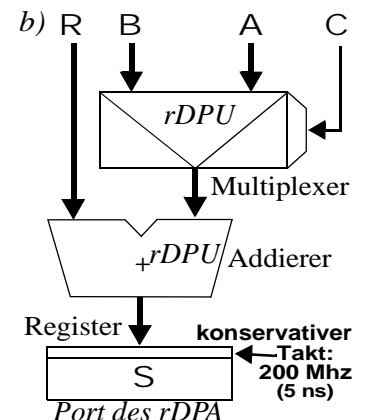 b) R B A C
rDPU
Multiplexer
+rDPU Addierer
Register
konservativer
Takt:
200 Mhz
(5 ns)
S
Port des rDPA